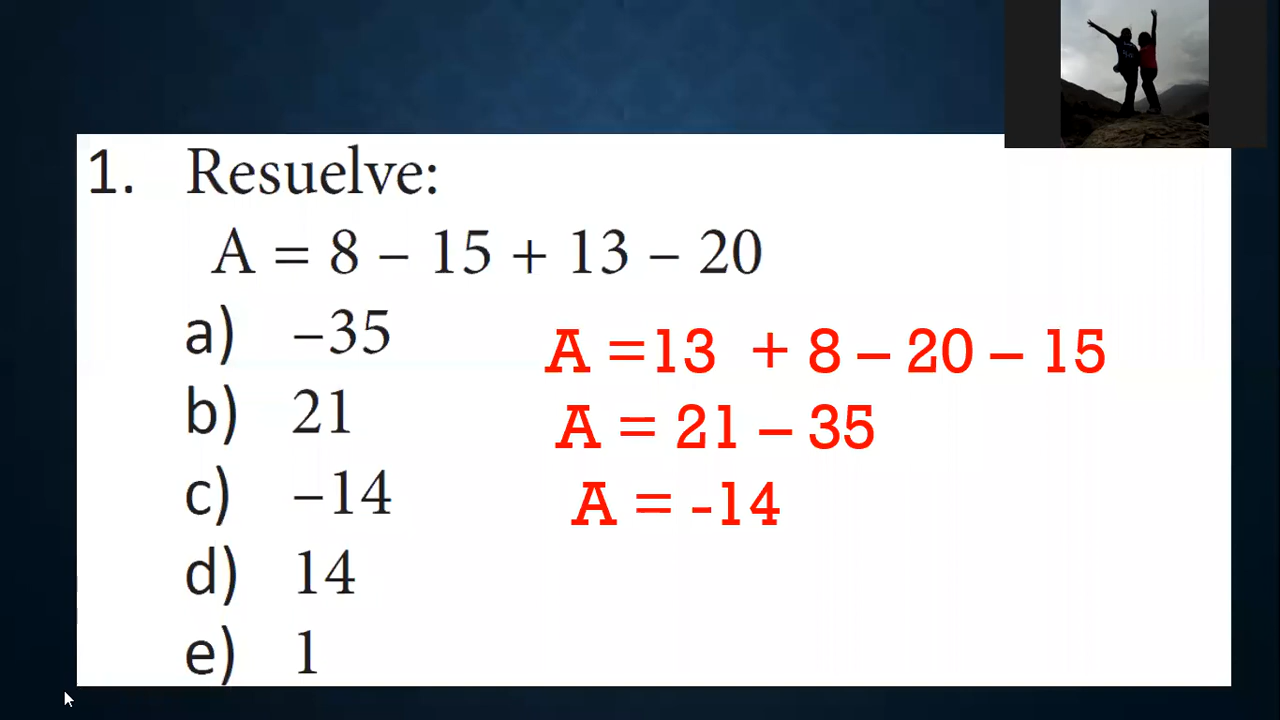 1. Resuelve:
A = 8 – 15 + 13 – 20
a) –35
b) 21
c) –14
d) 14
e) 1
A =13 + 8 – 20 – 15
A = 21 – 35
A = -14